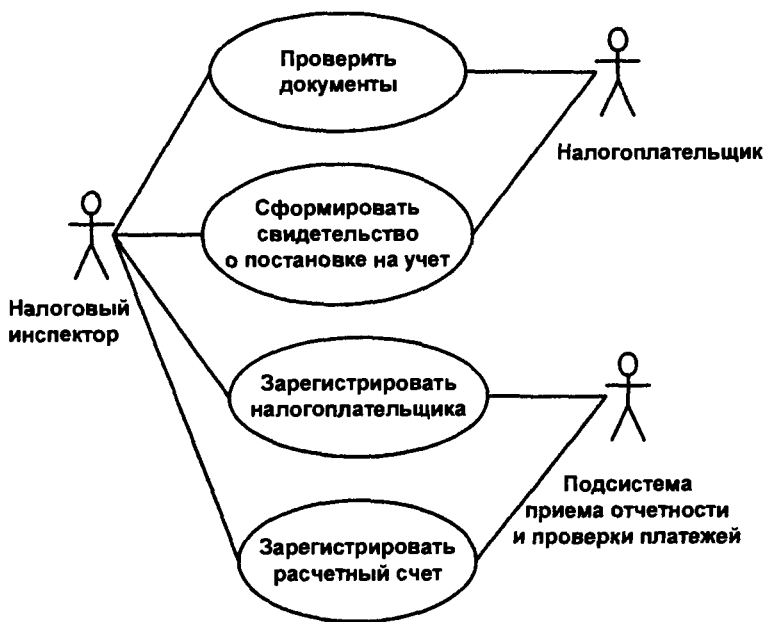 Проверить
документы
Налогоплательщик
Сформировать
свидетельство
о постановке на учет
Налоговый
инспектор
Зарегистрировать
налогоплательщика
Подсистема
приема отчетности
и проверки платежей
Зарегистрировать
расчетный счет